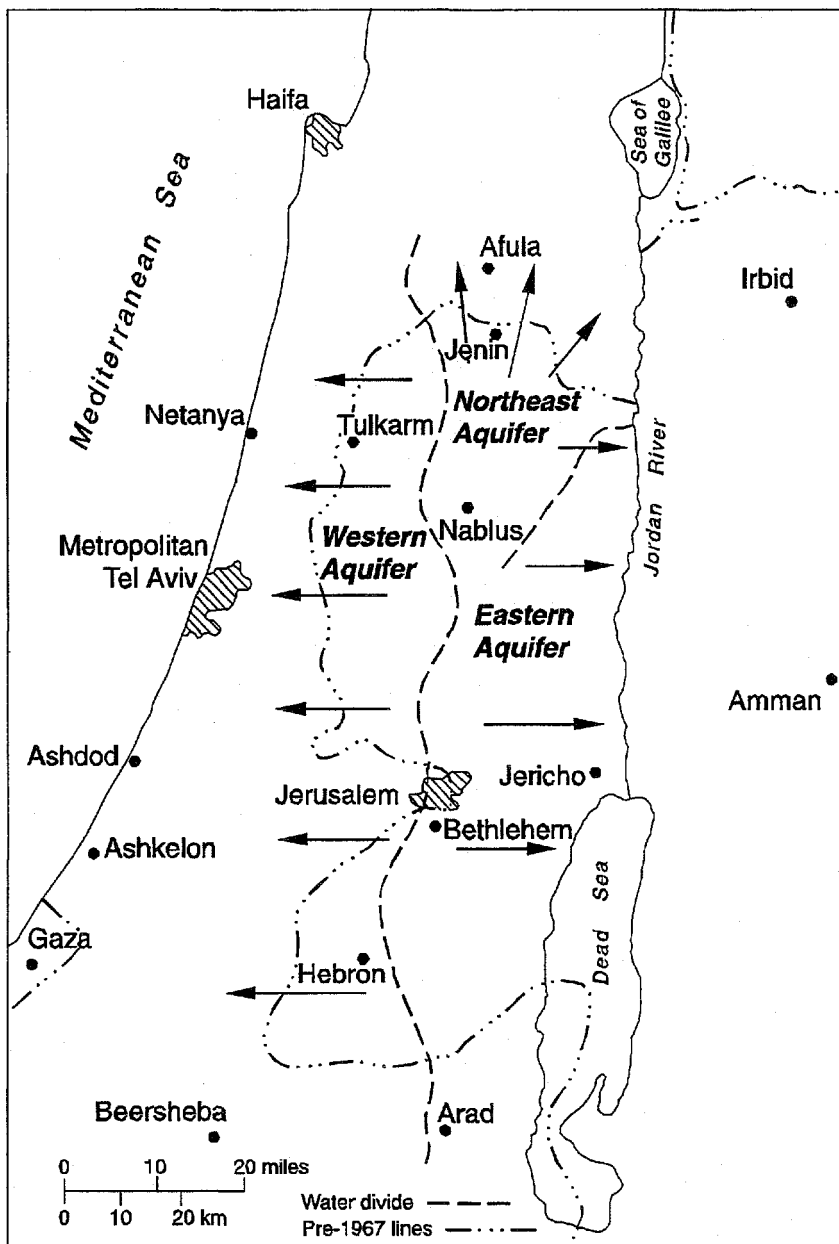 Haifa
Sea of
Galilee
Mediterranean Sea
Afula
Irbid
Jenin
Northeast
Aquifer
Netanya
Tulkarm
Jordan River
Nablus
Western
Aquifer
Metropolitan
Tel Aviv
Eastern
Aquifer
Amman
Ashdod
Jericho
Jerusalem
Bethlehem
Ashkelon
Dead Sea
Gaza
Hebron
Beersheba
Arad
0 10 20 miles
0 10 20 km
Water divide
Pre-1967 lines